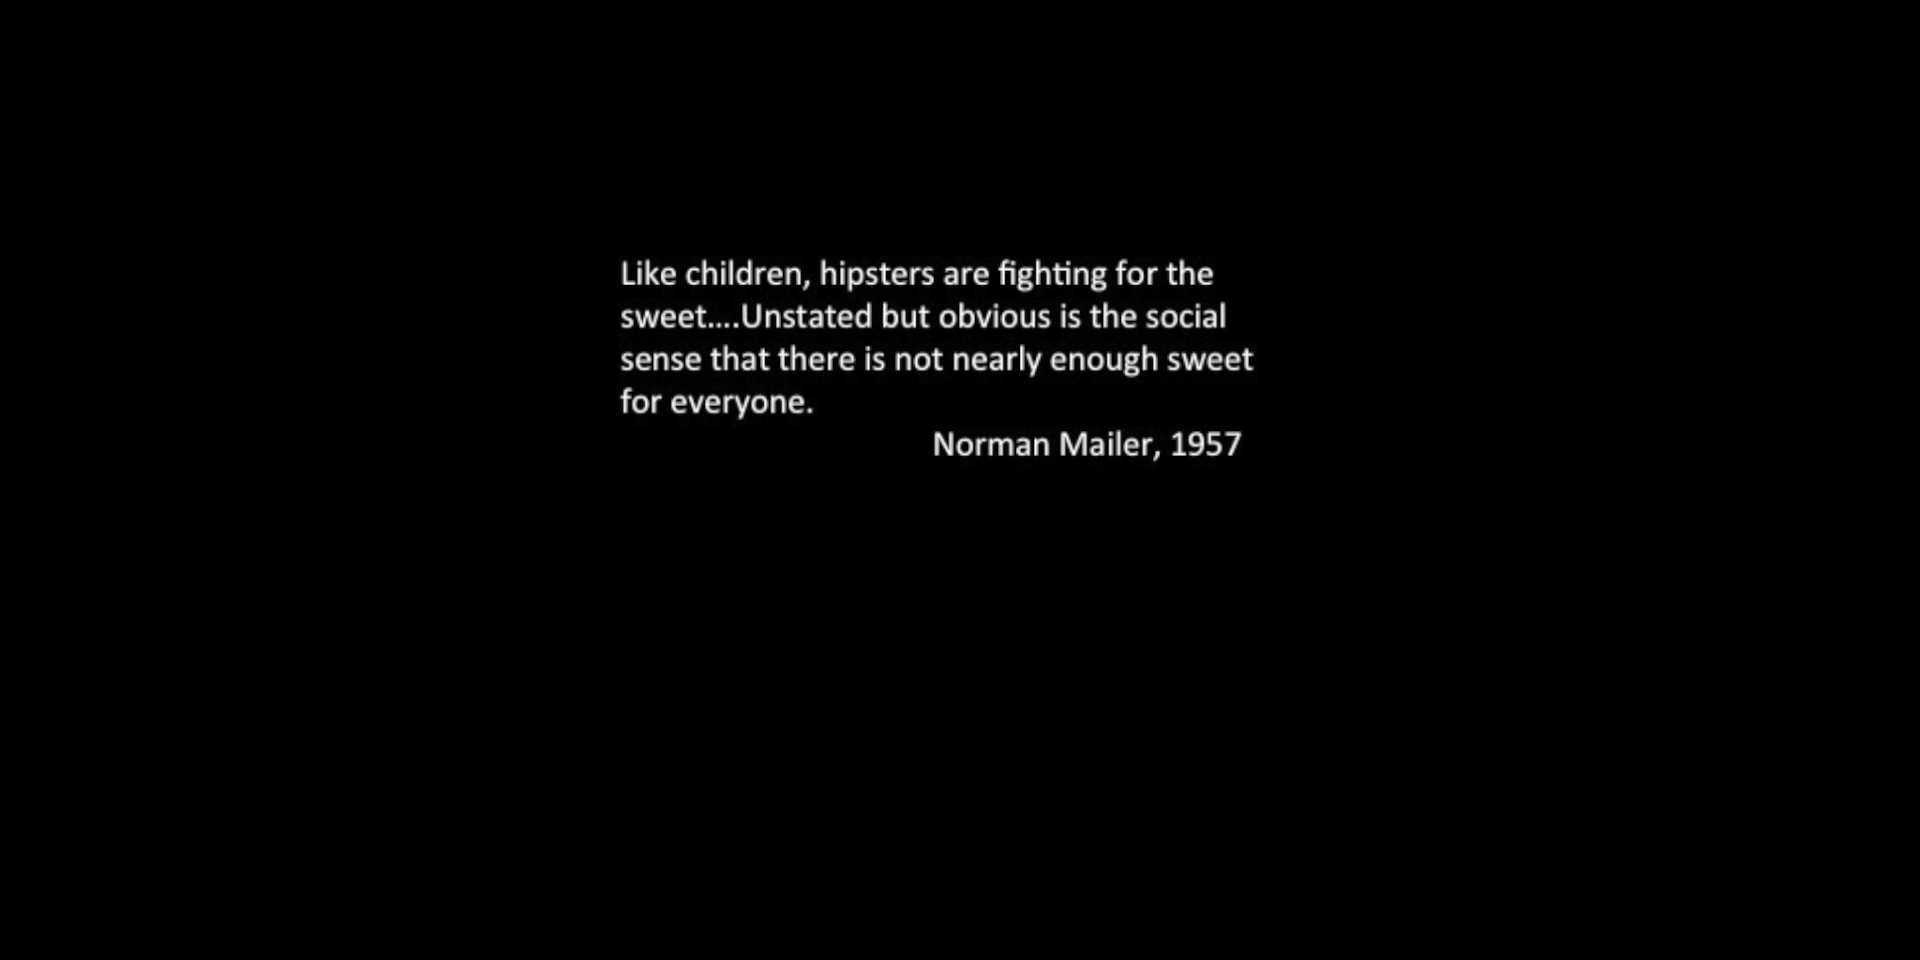 Like children, hipsters are fighting for the
sweet....Unstated but obvious is the social
sense that there is not nearly enough sweet
for everyone.
Norman Mailer, 1957